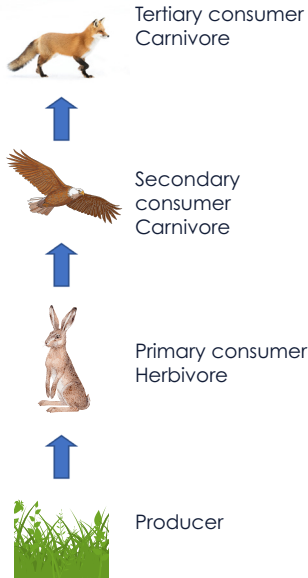 Tertiary consumer
Carnivore
Secondary
consumer
Carnivore
Primary consumer
Herbivore
Producer